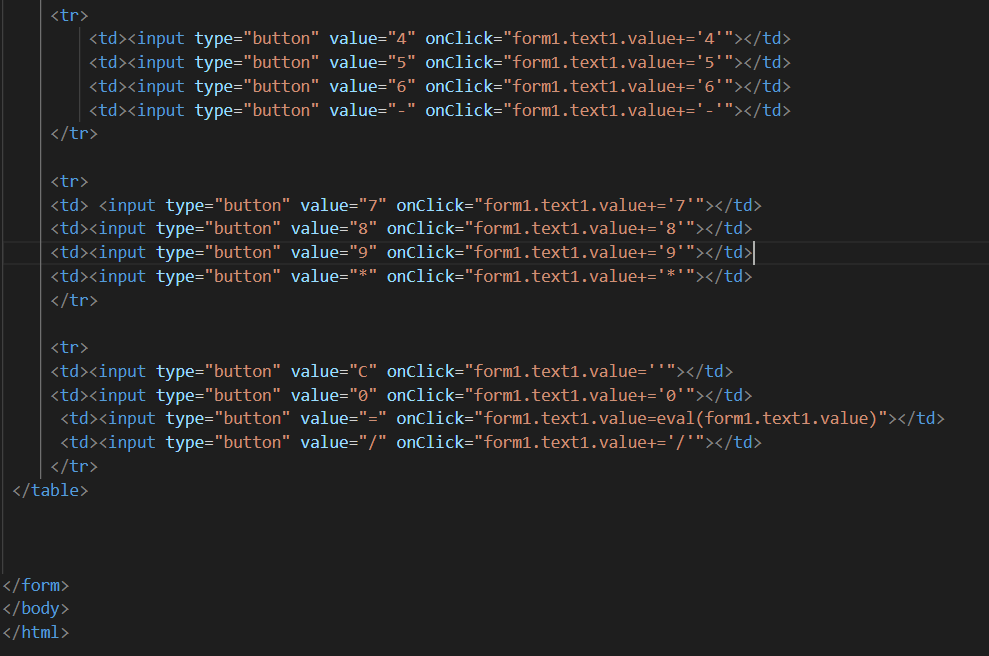 <tr>
<td><input type="button" value="4" onClick="form1.text1.value+='4'"></td>
<td><input type="button" value="5" onClick="form1.text1.value+='5'"></td>
<td><input type="button" value="6" onClick="form1.text1.value+='6'"></td>
<td><input type="button" value="-" onClick="form1.text1.value+='-'"></td>
</tr>
<tr>
<td> <input type="button" value="7" onClick="form1.text1.value+='7'"></td>
<td><input type="button" value="8" onClick="form1.text1.value+='8'"></td>
<td><input type="button" value="9" onClick="form1.text1.value+='9'"></td>
<td><input type="button" value="*" onClick="form1.text1.value+='*'"></td>
</tr>
<tr>
<td><input type="button" value="C" onClick="form1.text1.value=''"></td>
<td><input type="button" value="0" onClick="form1.text1.value+='0'"></td>
<td><input type="button" value="=" onClick="form1.text1.value=eval(form1.text1.value)"></td>
<td><input type="button" value="/" onClick="form1.text1.value+='/'"></td>
</tr>
</table>
</form>
</body>
</html>